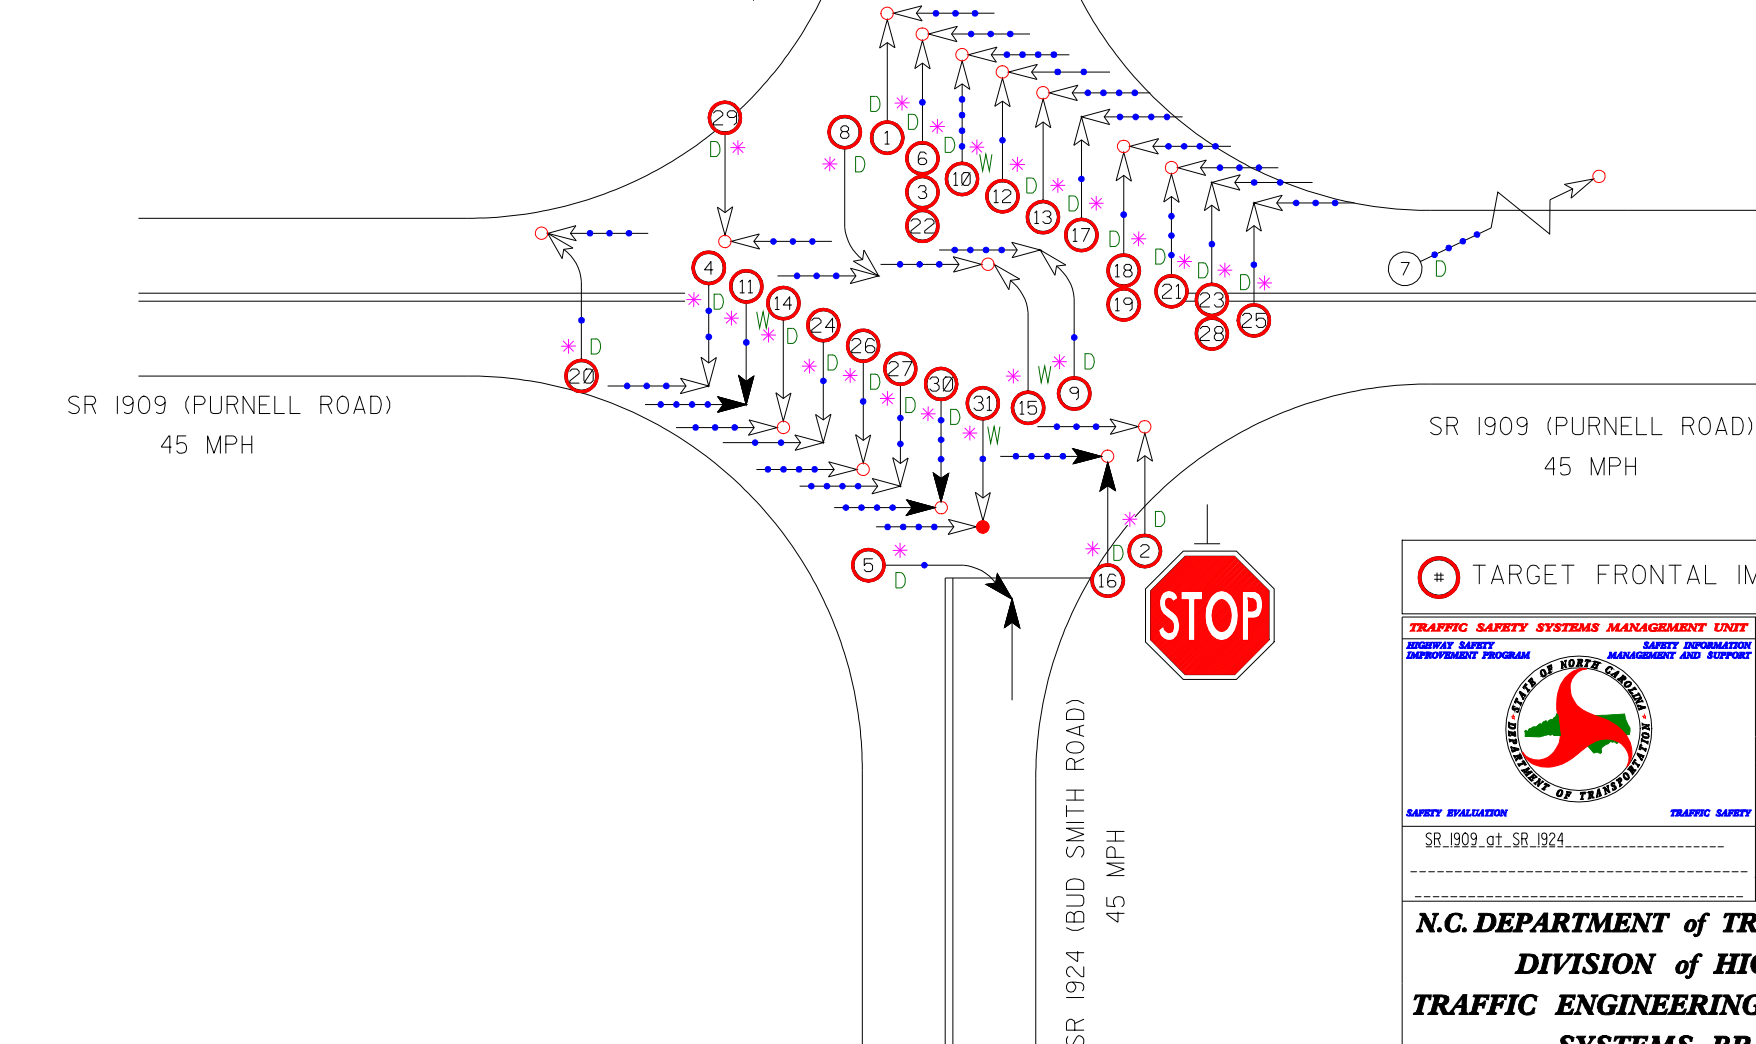 29
D
8
D
1
D
6
3
22
D
10
D
W
12
13
D
17
D
18
19
D
21
D
23
28
D
25
D
7
D
4
D
11
W
14
D
24
D
26
D
27
D
30
D
31
W
15
W
9
D
20
D
5
D
16
D
2
D
SR 1909 (PURNELL ROAD)
45 MPH
SR 1909 (PURNELL ROAD)
45 MPH
STOP
SR 1924 (BUD SMITH ROAD)
45 MPH
# TARGET FRONTAL IM
TRAFFIC SAFETY SYSTEMS MANAGEMENT UNIT
HIGHWAY SAFETY
IMPROVEMENT PROGRAM
SAFETY INFORMATION
MANAGEMENT AND SUPPORT
STATE OF NORTH CAROLINA
DEPARTMENT OF TRANSPORTATION
SAFETY EVALUATION
TRAFFIC SAFETY
SR 1909 at SR 1924
N.C. DEPARTMENT of TR
DIVISION of HIG
TRAFFIC ENGINEERING